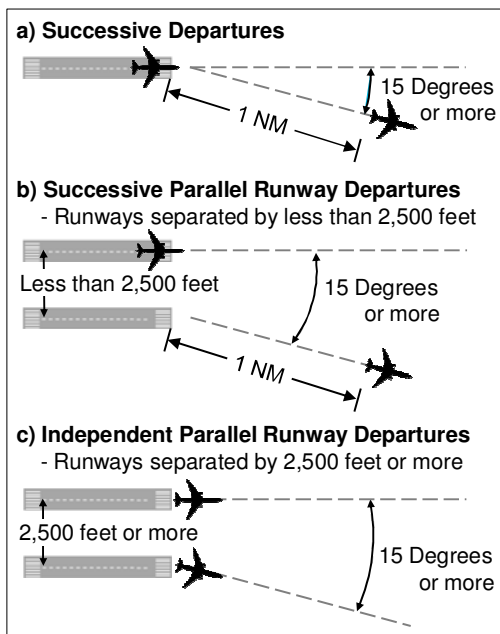 a) Successive Departures
15 Degrees
or more
1 NM
b) Successive Parallel Runway Departures
- Runways separated by less than 2,500 feet
Less than 2,500 feet
15 Degrees
or more
1 NM
c) Independent Parallel Runway Departures
- Runways separated by 2,500 feet or more
2,500 feet or more
15 Degrees
or more